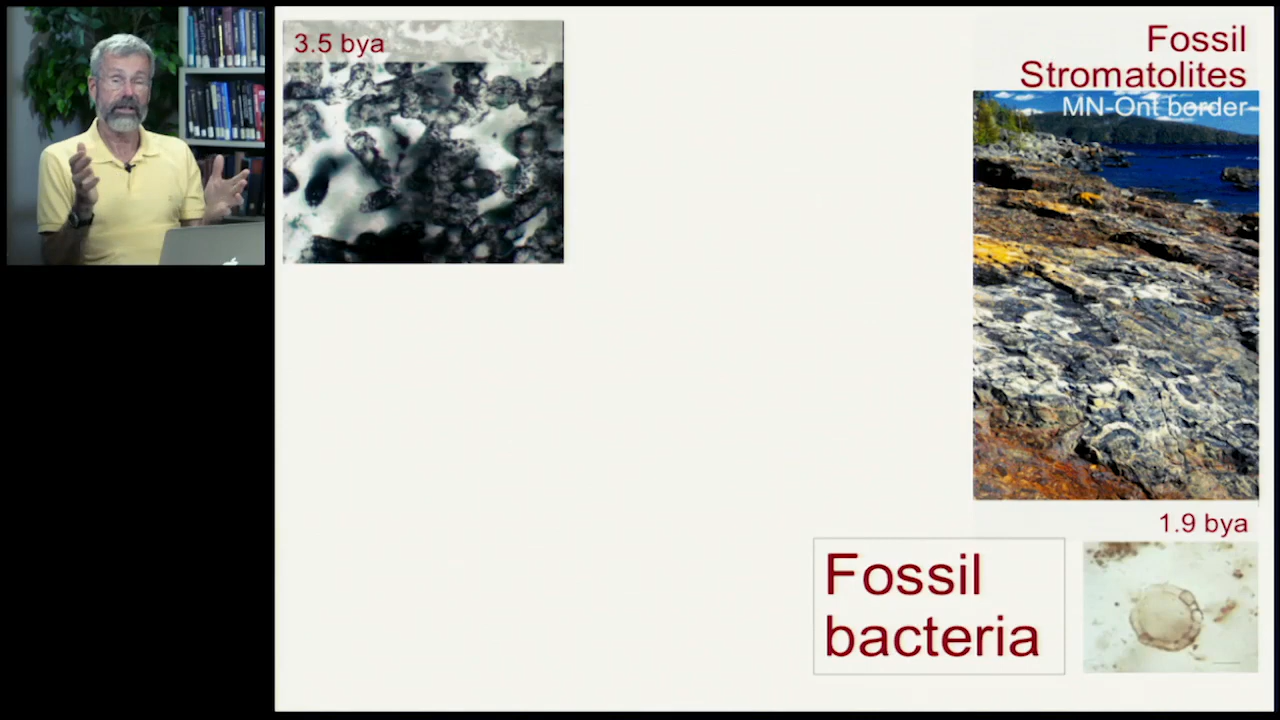 3.5 bya
Fossil
Stromatolites
MN-Ont border
1.9 bya
Fossil
bacteria